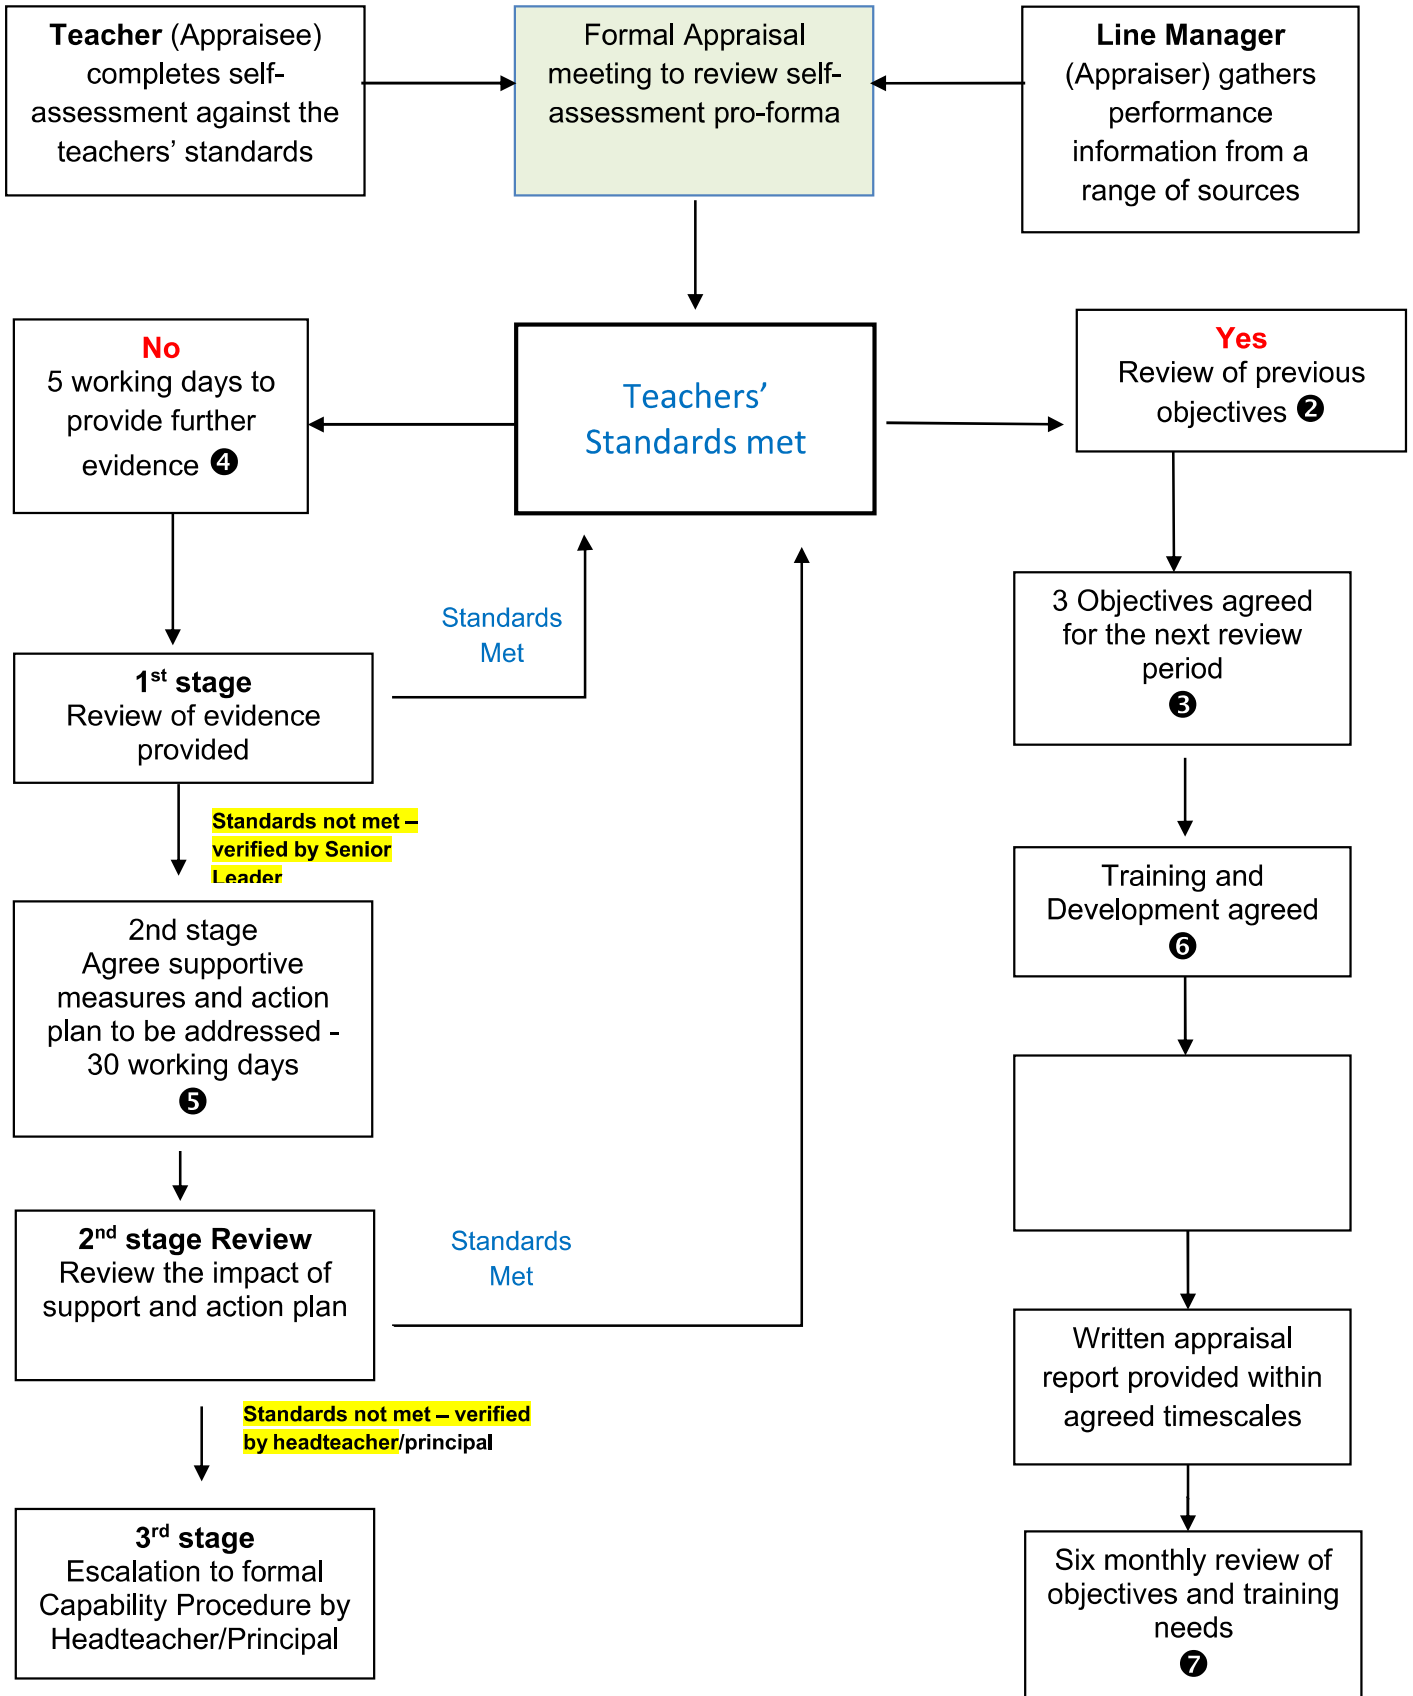 Teacher (Appraisee)
completes self-
assessment against the
teachers’ standards
Formal Appraisal
meeting to review self-
assessment pro-forma
Line Manager
(Appraiser) gathers
performance
information from a
range of sources
No
5 working days to
provide further
evidence ❹
Teachers’
Standards met
Yes
Review of previous
objectives ❷
Standards
Met
3 Objectives agreed
for the next review
period
❸
1st stage
Review of evidence
provided
Standards not met –
verified by Senior
Leader
Training and
Development agreed
❻
2nd stage
Agree supportive
measures and action
plan to be addressed -
30 working days
❺
2nd stage Review
Review the impact of
support and action plan
Standards
Met
Written appraisal
report provided within
agreed timescales
Standards not met – verified
by headteacher/principal
3rd stage
Escalation to formal
Capability Procedure by
Headteacher/Principal
Six monthly review of
objectives and training
needs
❼